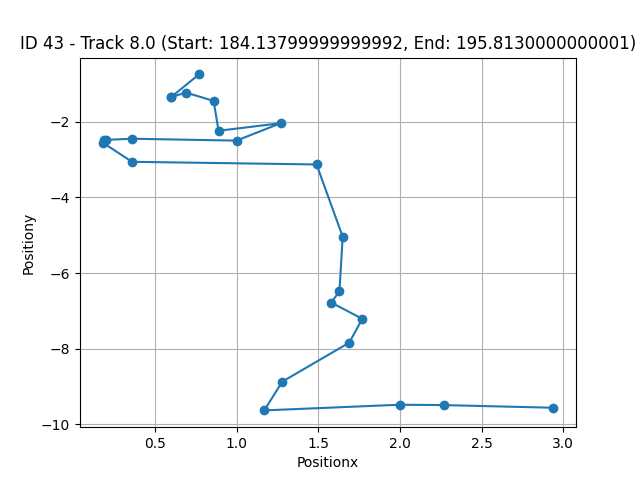 ID 43 - Track 8.0 (Start: 184.13799999999992, End: 195.8130000000001)
−2
−4
−6
−8
−10
Positiony
0.5 1.0 1.5 2.0 2.5 3.0
Positionx